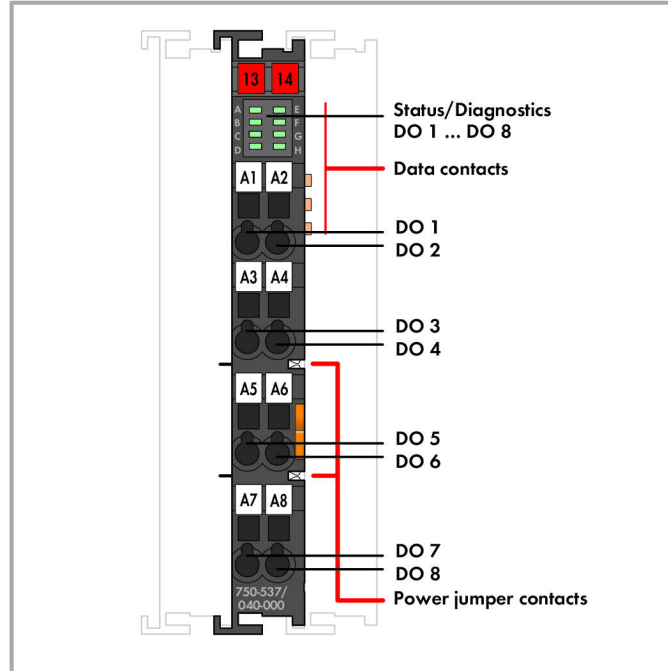 13 14
A E
B F
C G
D H
Status/Diagnostics
DO 1 ... DO 8
Data contacts
A1 A2
DO 1
DO 2
A3 A4
DO 3
DO 4
A5 A6
DO 5
DO 6
A7 A8
DO 7
DO 8
750-537/
040-000
Power jumper contacts